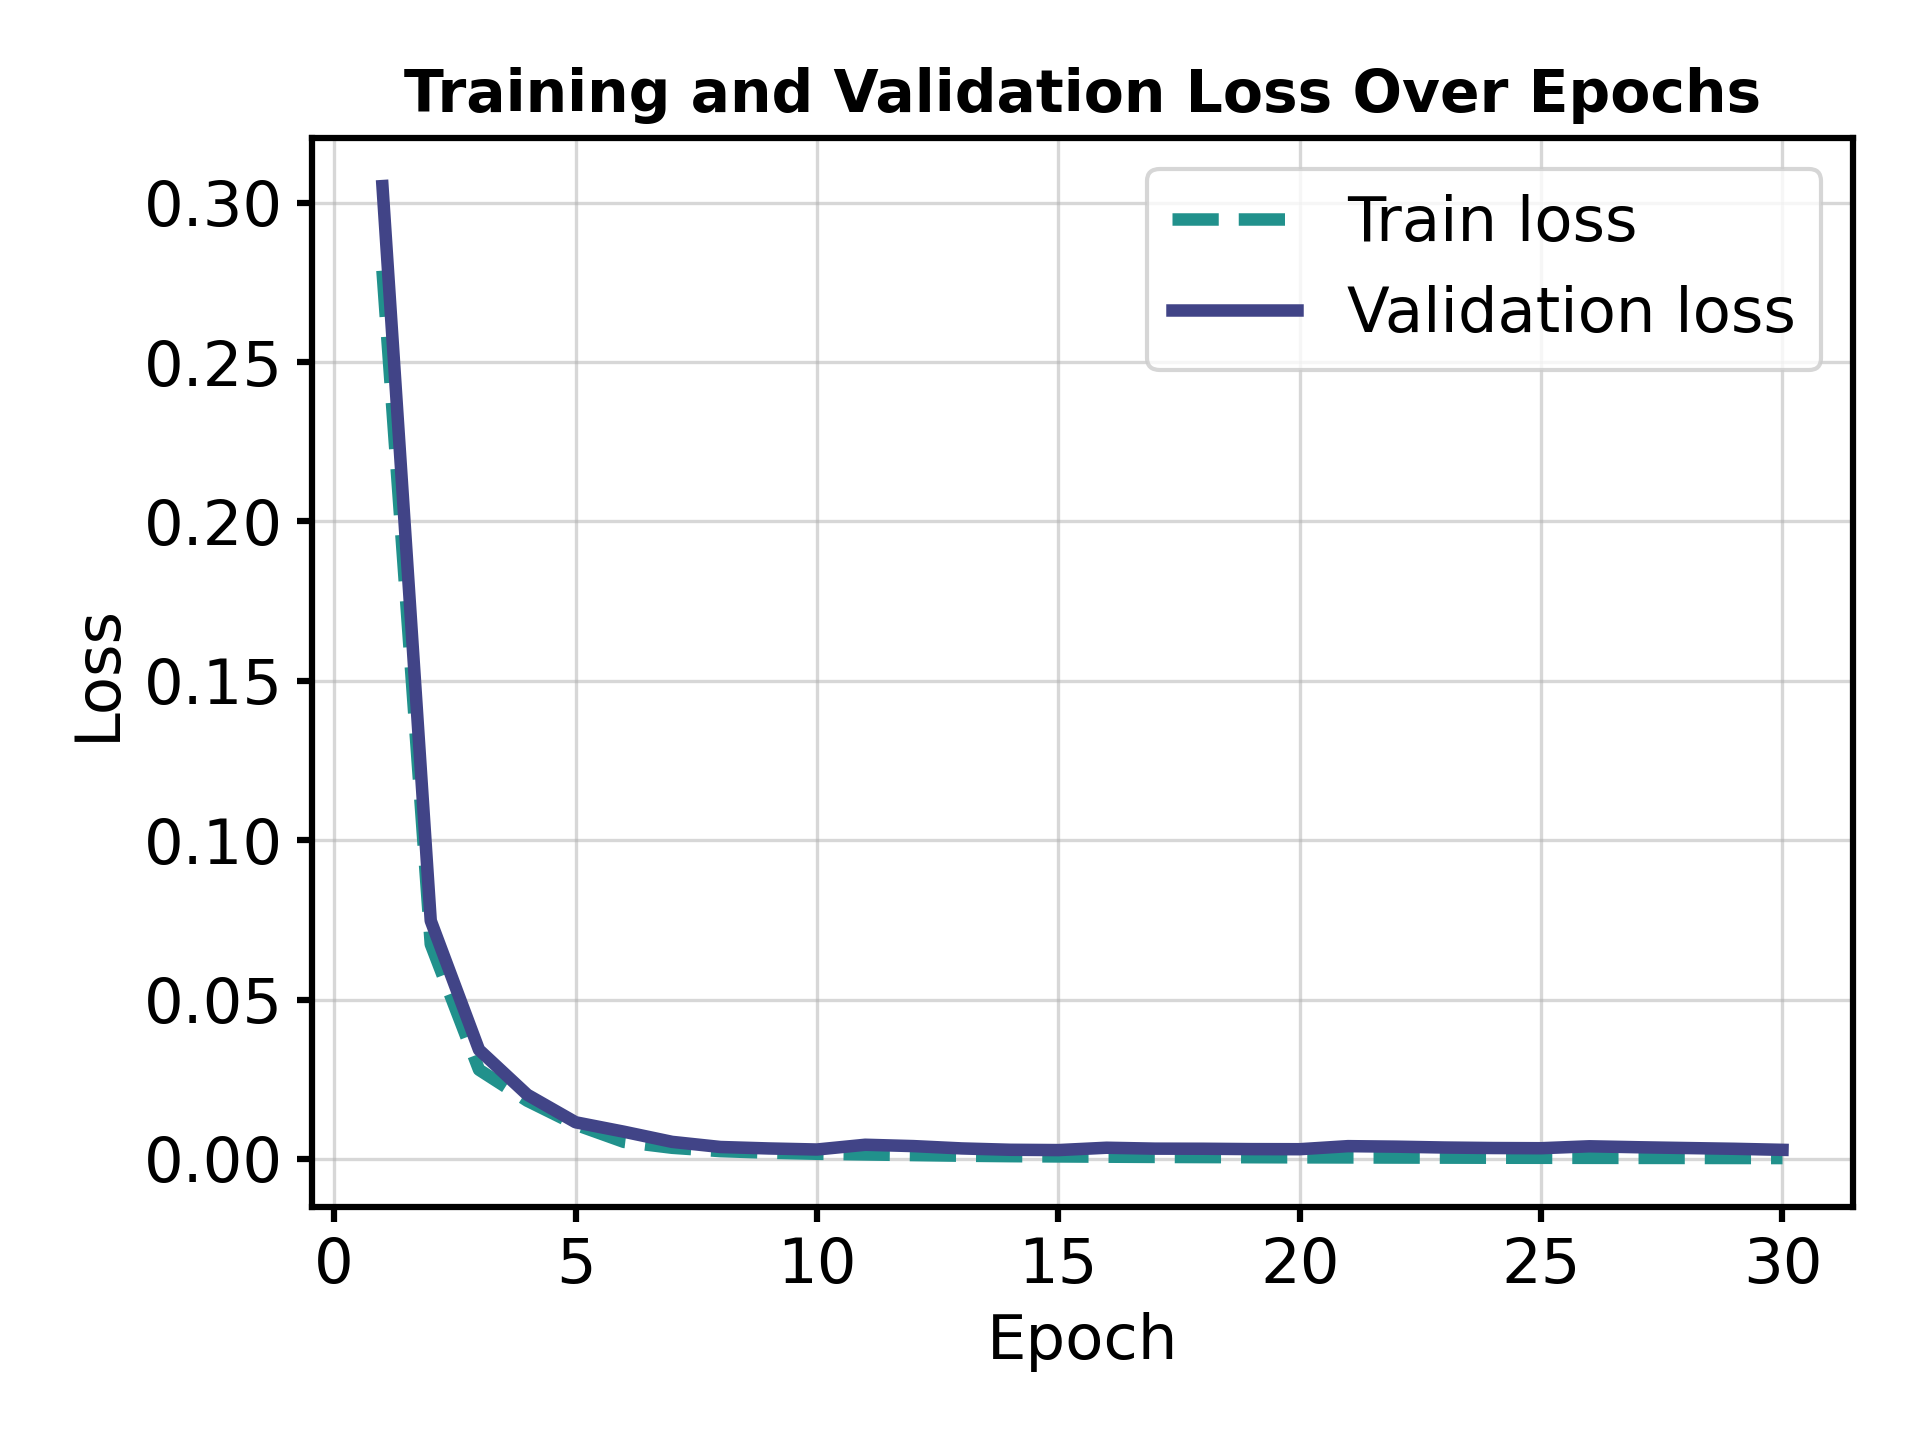 Training and Validation Loss Over Epochs
Train loss
Validation loss
Loss
0.30
0.25
0.20
0.15
0.10
0.05
0.00
0 5 10 15 20 25 30
Epoch